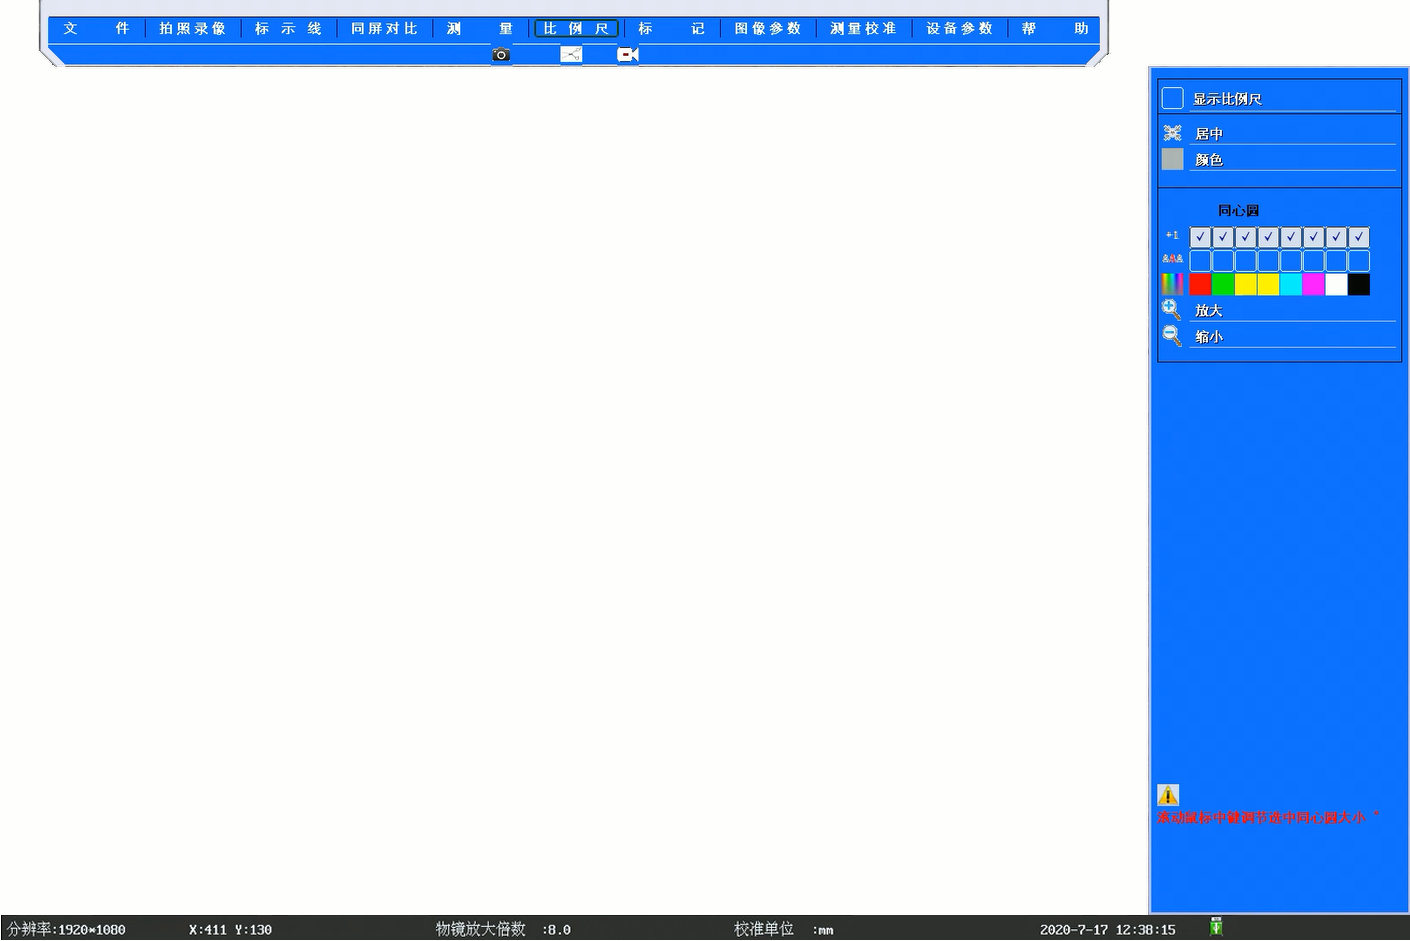 文件 拍照录像 标示线 同屏对比 测量 比例尺 标记 图像参数 测量校准 设备参数 帮助
显示比例尺
居中
颜色
同心圆
+1
放大
缩小
滚动鼠标中键调节选中同心圆大小 "
分辨率:1920*1080 X:411 Y:130 物镜放大倍数 :8.0 校准单位 :mm 2020-7-17 12:38:15